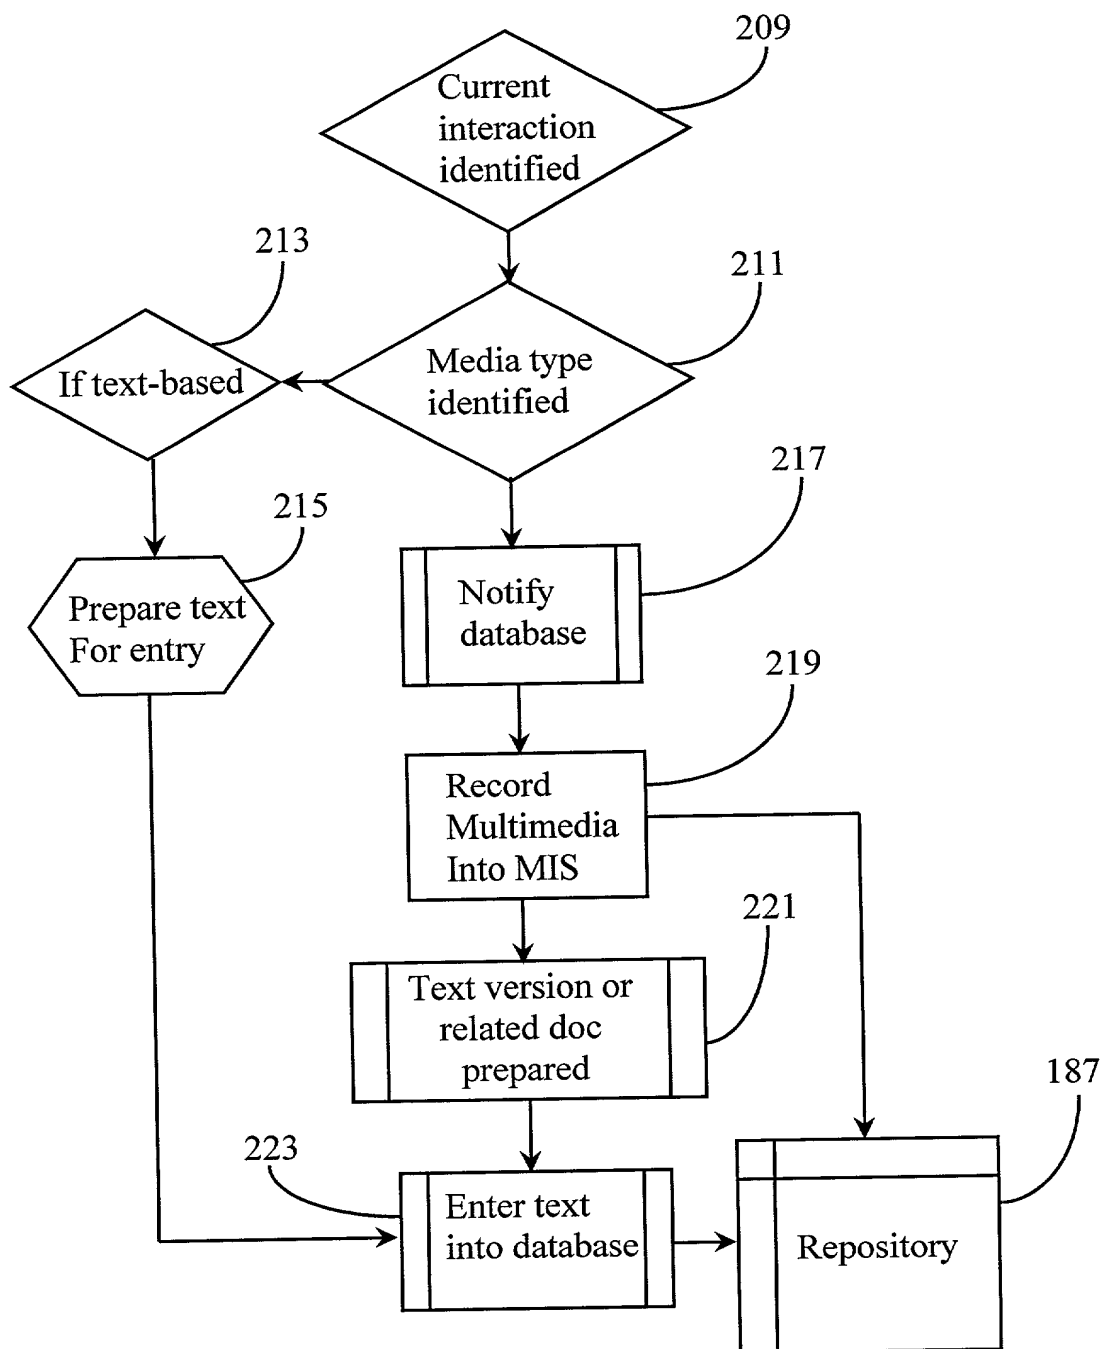 209
Current
interaction
identified
213
211
If text-based
Media type
identified
217
215
Prepare text
For entry
Notify
database
219
Record
Multimedia
Into MIS
221
Text version or
related doc
prepared
187
223
Enter text
into database
Repository